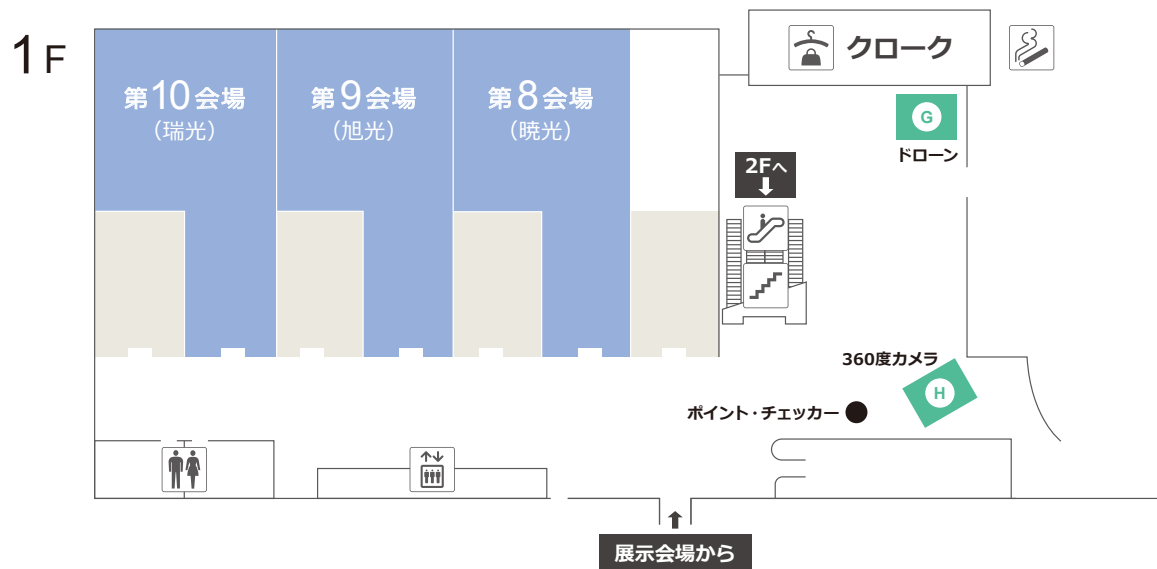 1F
クローク
第10会場
(瑞光)
第9会場
(旭光)
第8会場
(暁光)
G
ドローン
2Fへ
360度カメラ
H
ポイント・チェッカー
展示会場から